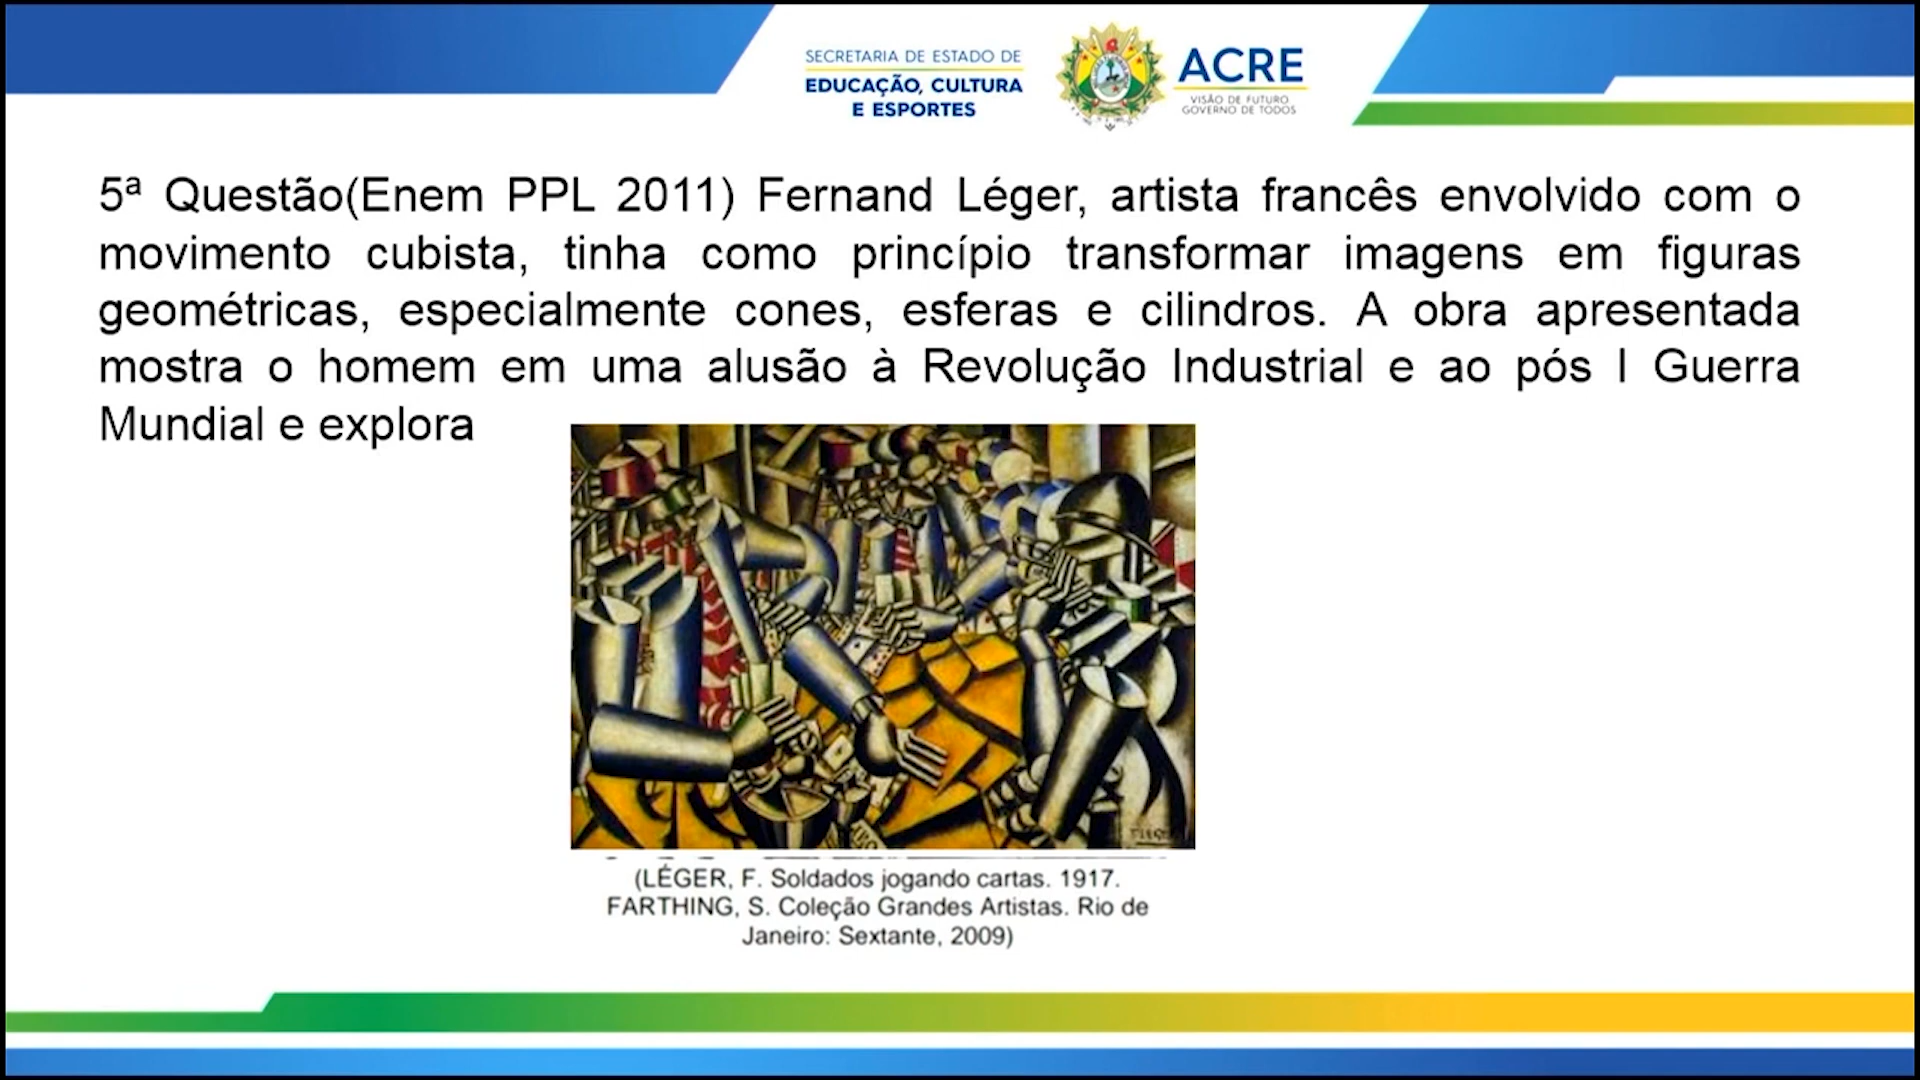 SECRETARIA DE ESTADO DE
EDUCAÇÃO, CULTURA
E ESPORTES
ACRE
VISÃO DE FUTURO
GOVERNO DE TODOS
5ª Questão(Enem PPL 2011) Fernand Léger, artista francês envolvido com o
movimento cubista, tinha como princípio transformar imagens em figuras
geométricas, especialmente cones, esferas e cilindros. A obra apresentada
mostra o homem em uma alusão à Revolução Industrial e ao pós I Guerra
Mundial e explora
(LÉGER, F. Soldados jogando cartas. 1917.
FARTHING, S. Coleção Grandes Artistas. Rio de
Janeiro: Sextante, 2009)